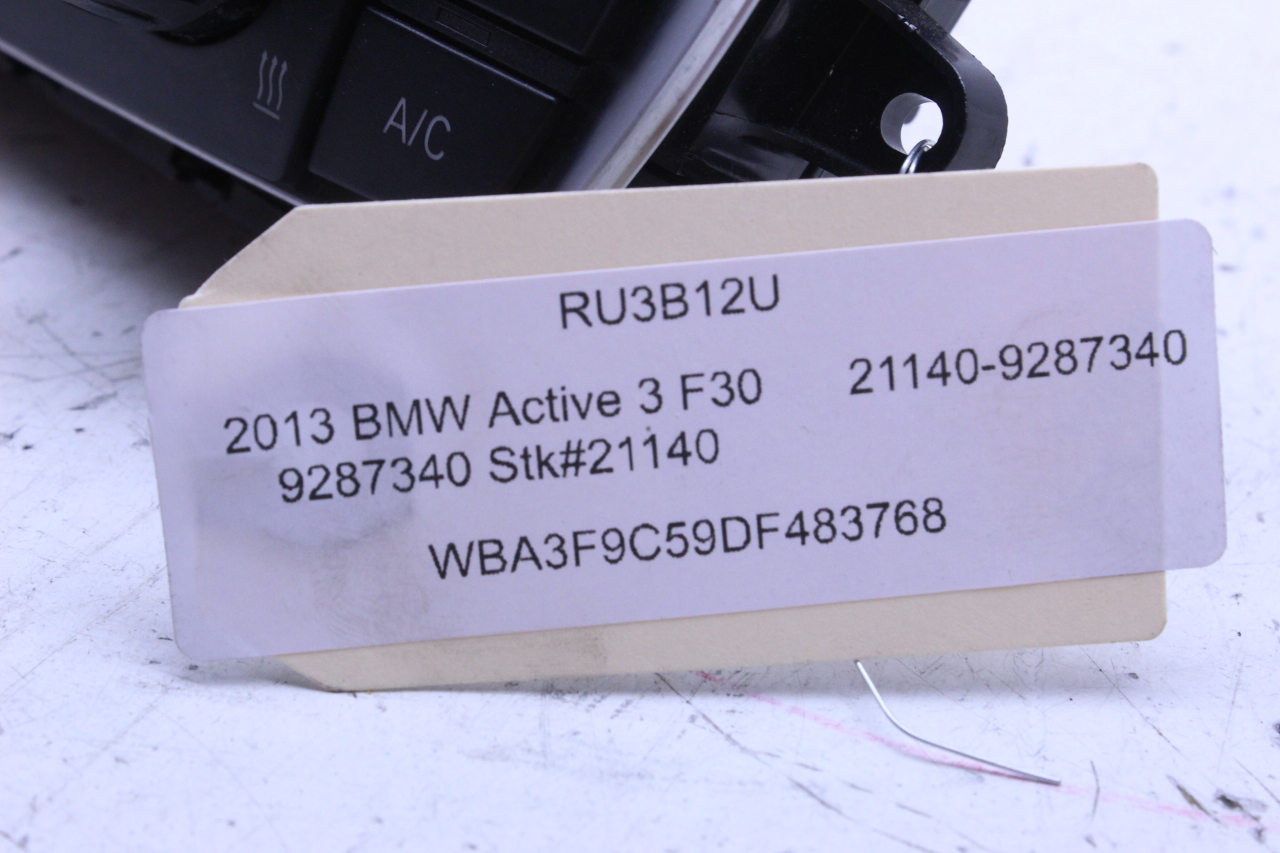 A/C
RU3B12U
2013 BMW Active 3 F30 21140-9287340
9287340 Stk#21140
WBA3F9C59DF483768